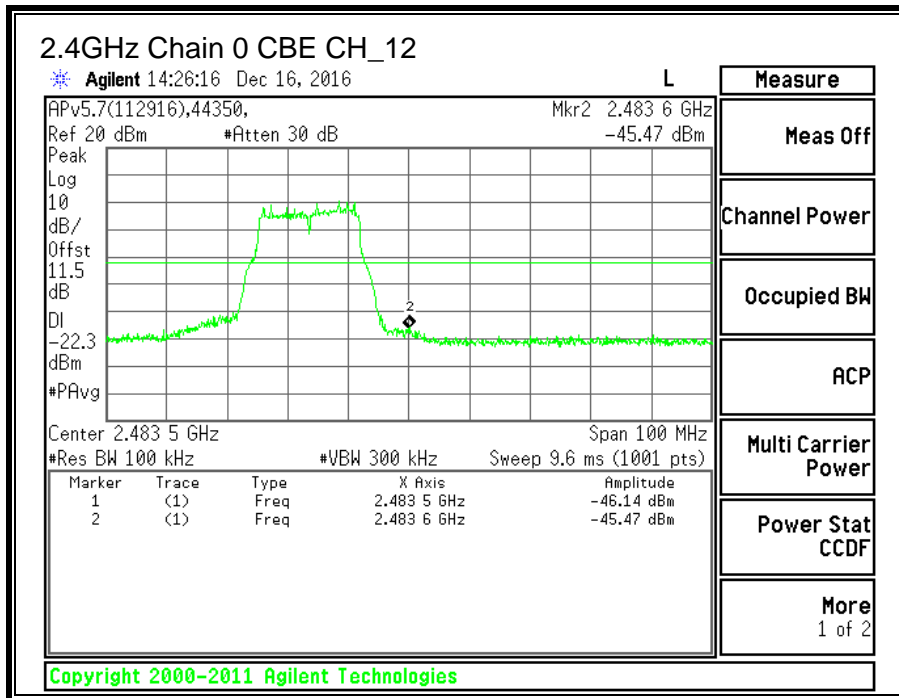 2.4GHz Chain 0 CBE CH_12
Agilent 14:26:16 Dec 16, 2016 L
Measure
APv5.7(112916),44350, Mkr2 2.483 6 GHz
Ref 20 dBm #Atten 30 dB -45.47 dBm
Meas Off
Peak
Log
10
dB/
Offst
11.5
dB
DI
-22.3
dBm
#PAvg
2
Channel Power
Occupied BW
ACP
Center 2.483 5 GHz Span 100 MHz
#Res BW 100 kHz #VBW 300 kHz Sweep 9.6 ms (1001 pts)
Multi Carrier
Power
Marker Trace Type X Axis Amplitude
1 (1) Freq 2.483 5 GHz -46.14 dBm
2 (1) Freq 2.483 6 GHz -45.47 dBm
Power Stat
CCDF
More
1 of 2
Copyright 2000-2011 Agilent Technologies